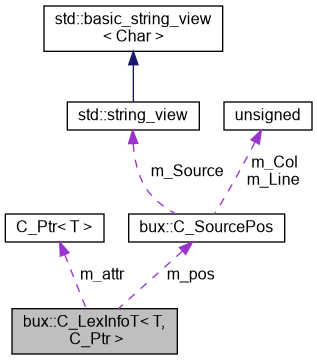 std::basic_string_view
< Char >
std::string_view
unsigned
m_Source
m_Col
m_Line
C_Ptr< T >
bux::C_SourcePos
m_attr
m_pos
bux::C_LexInfoT< T,
C_Ptr >